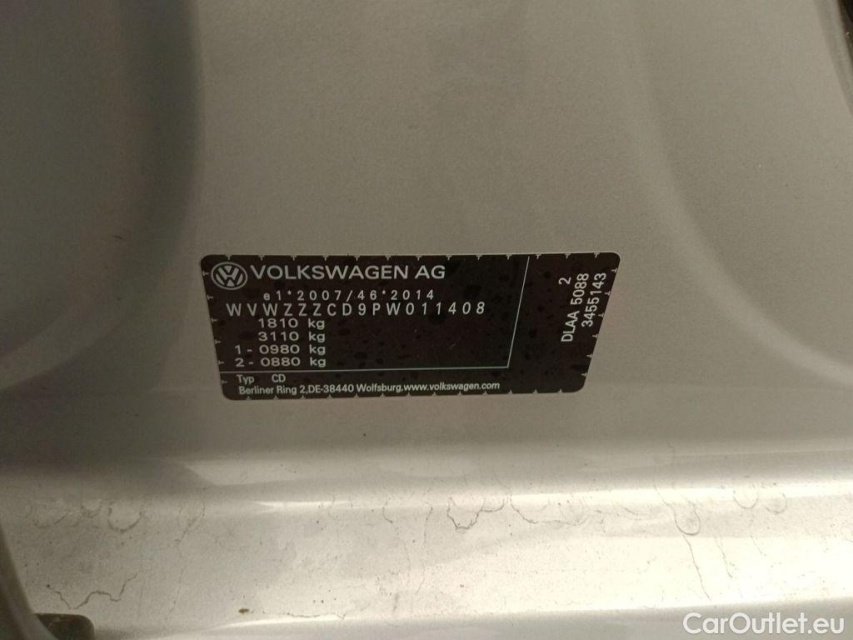 VOLKSWAGEN AG
e1*2007/46*2014
WVWZZZCD9PW011408
1810 kg
3110 kg
1 - 0980 kg
2 - 0880 kg
Typ CD
Berliner Ring 2,DE-38440 Wolfsburg.www.volkswagen.com
2
DLAA 5088
3455143
CarOutlet.eu